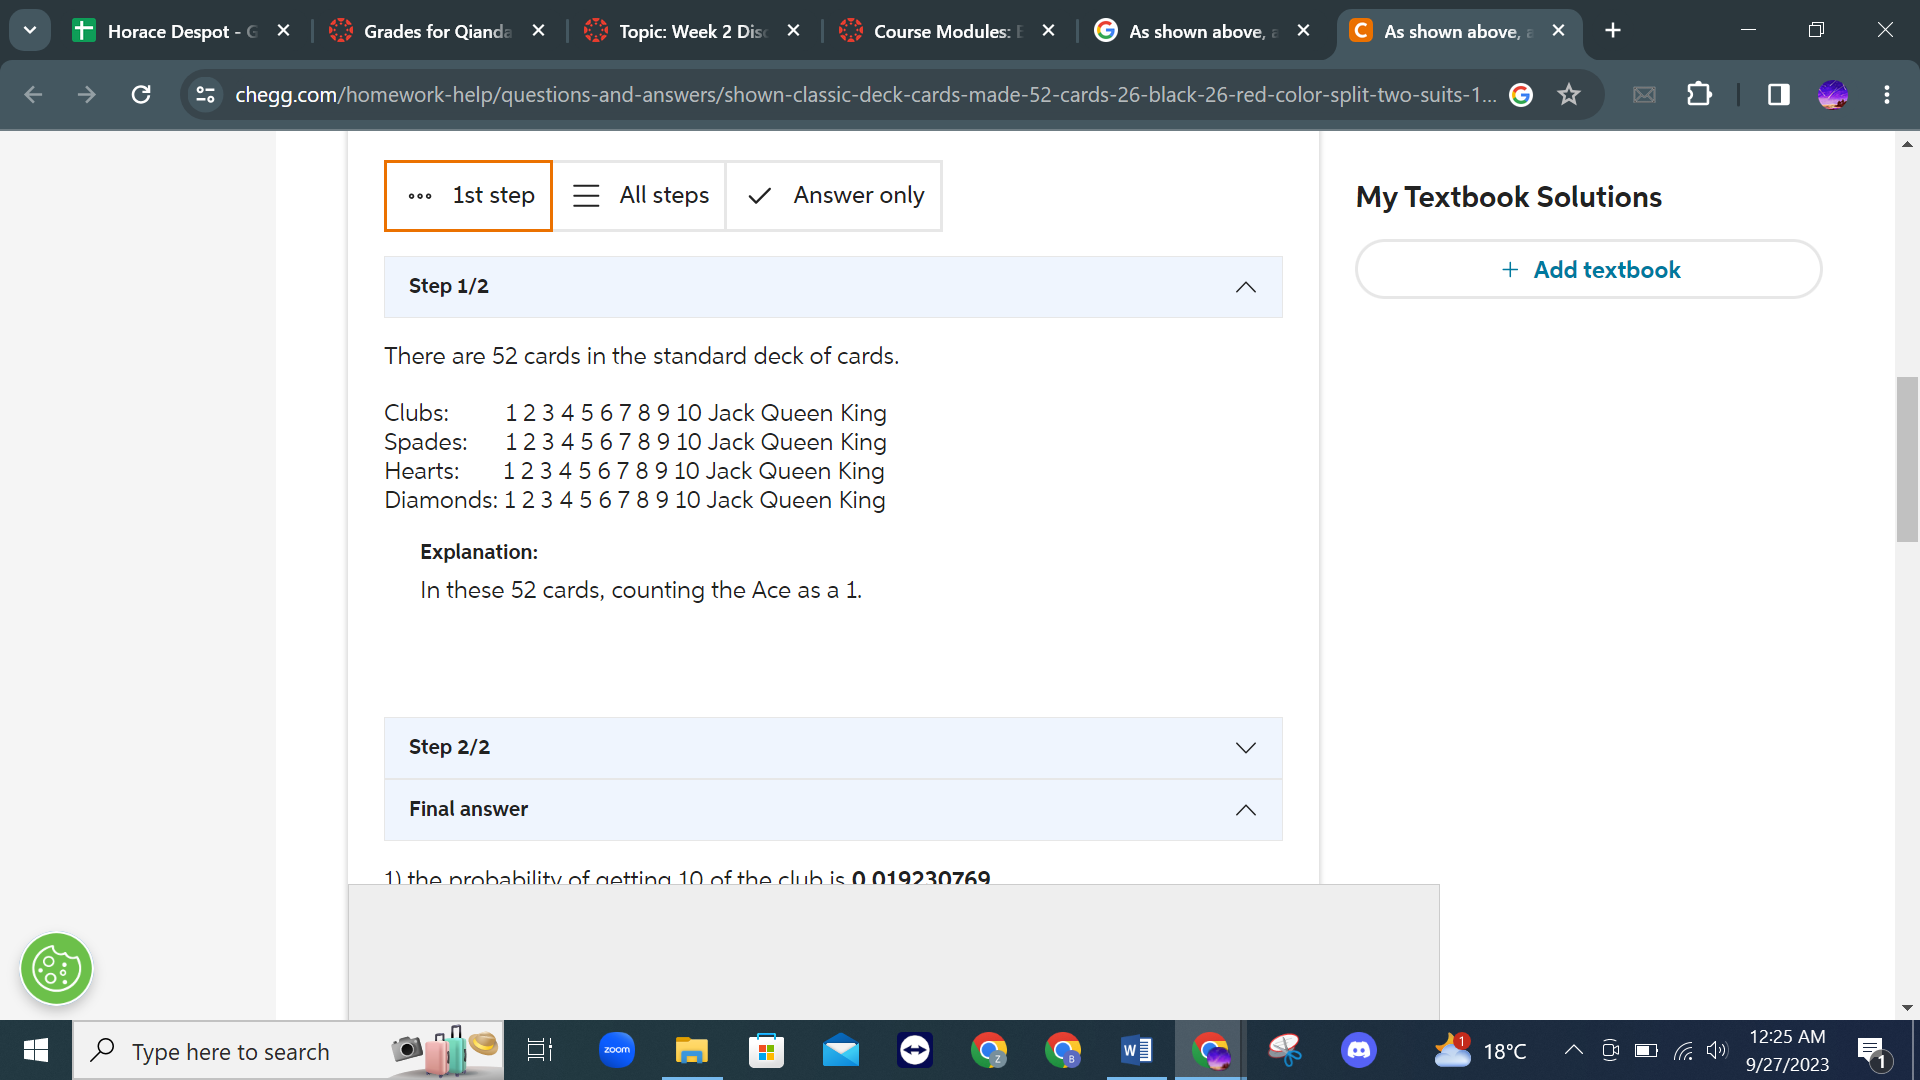 Horace Despot - G
Grades for Qianda
Topic: Week 2 Disc
Course Modules: E
As shown above, a
As shown above, a
chegg.com/homework-help/questions-and-answers/shown-classic-deck-cards-made-52-cards-26-black-26-red-color-split-two-suits-1...
1st step
All steps
Answer only
My Textbook Solutions
+ Add textbook
Step 1/2
There are 52 cards in the standard deck of cards.
Clubs: 1 2 3 4 5 6 7 8 9 10 Jack Queen King
Spades: 1 2 3 4 5 6 7 8 9 10 Jack Queen King
Hearts: 1 2 3 4 5 6 7 8 9 10 Jack Queen King
Diamonds: 1 2 3 4 5 6 7 8 9 10 Jack Queen King
Explanation:
In these 52 cards, counting the Ace as a 1.
Step 2/2
Final answer
1) the probability of getting 10 of the club is 0.019230769
Type here to search
zoom
Z
B
W
1
18°C
12:25 AM
9/27/2023
1